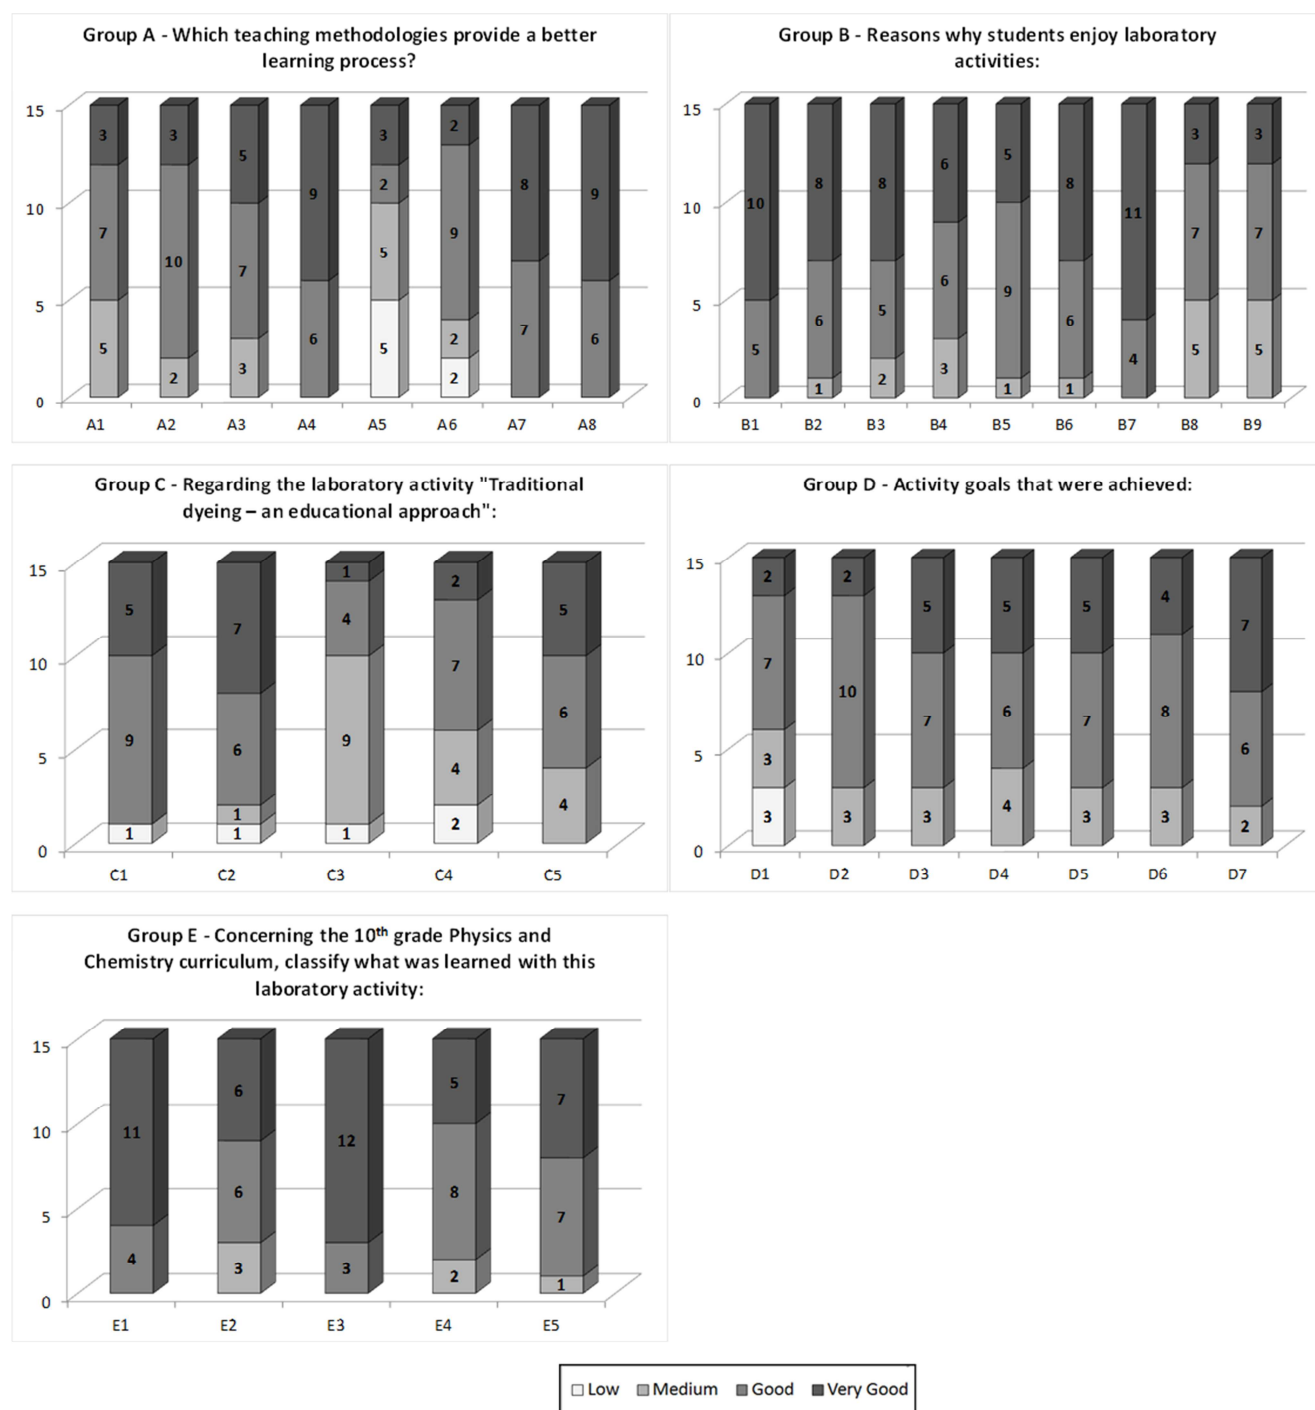 Group A - Which teaching methodologies provide a better
learning process?
15
10
5
0
3 3 5 9 3 2 8 9
7 10 7 6 2 9 7 6
5 2 3 5 2
5 2
A1 A2 A3 A4 A5 A6 A7 A8
Group B - Reasons why students enjoy laboratory
activities:
15
10
5
0
10 8 8 6 5 8 11 3 3
5 6 5 6 9 6 4 7 7
1 2 3 1 1 5 5
B1 B2 B3 B4 B5 B6 B7 B8 B9
Group C - Regarding the laboratory activity "Traditional
dyeing – an educational approach":
15
10
5
0
5 7 1 2 5
9 6 4 7 6
1 9 4 4
1 1 1 2
C1 C2 C3 C4 C5
Group D - Activity goals that were achieved:
15
10
5
0
2 2 5 5 5 4 7
7 10 7 6 7 8 6
3 3 3 4 3 3 2
3
D1 D2 D3 D4 D5 D6 D7
Group E - Concerning the 10th grade Physics and
Chemistry curriculum, classify what was learned with this
laboratory activity:
15
10
5
0
11 6 12 5 7
4 6 3 8 7
3 2 1
E1 E2 E3 E4 E5
Low Medium Good Very Good